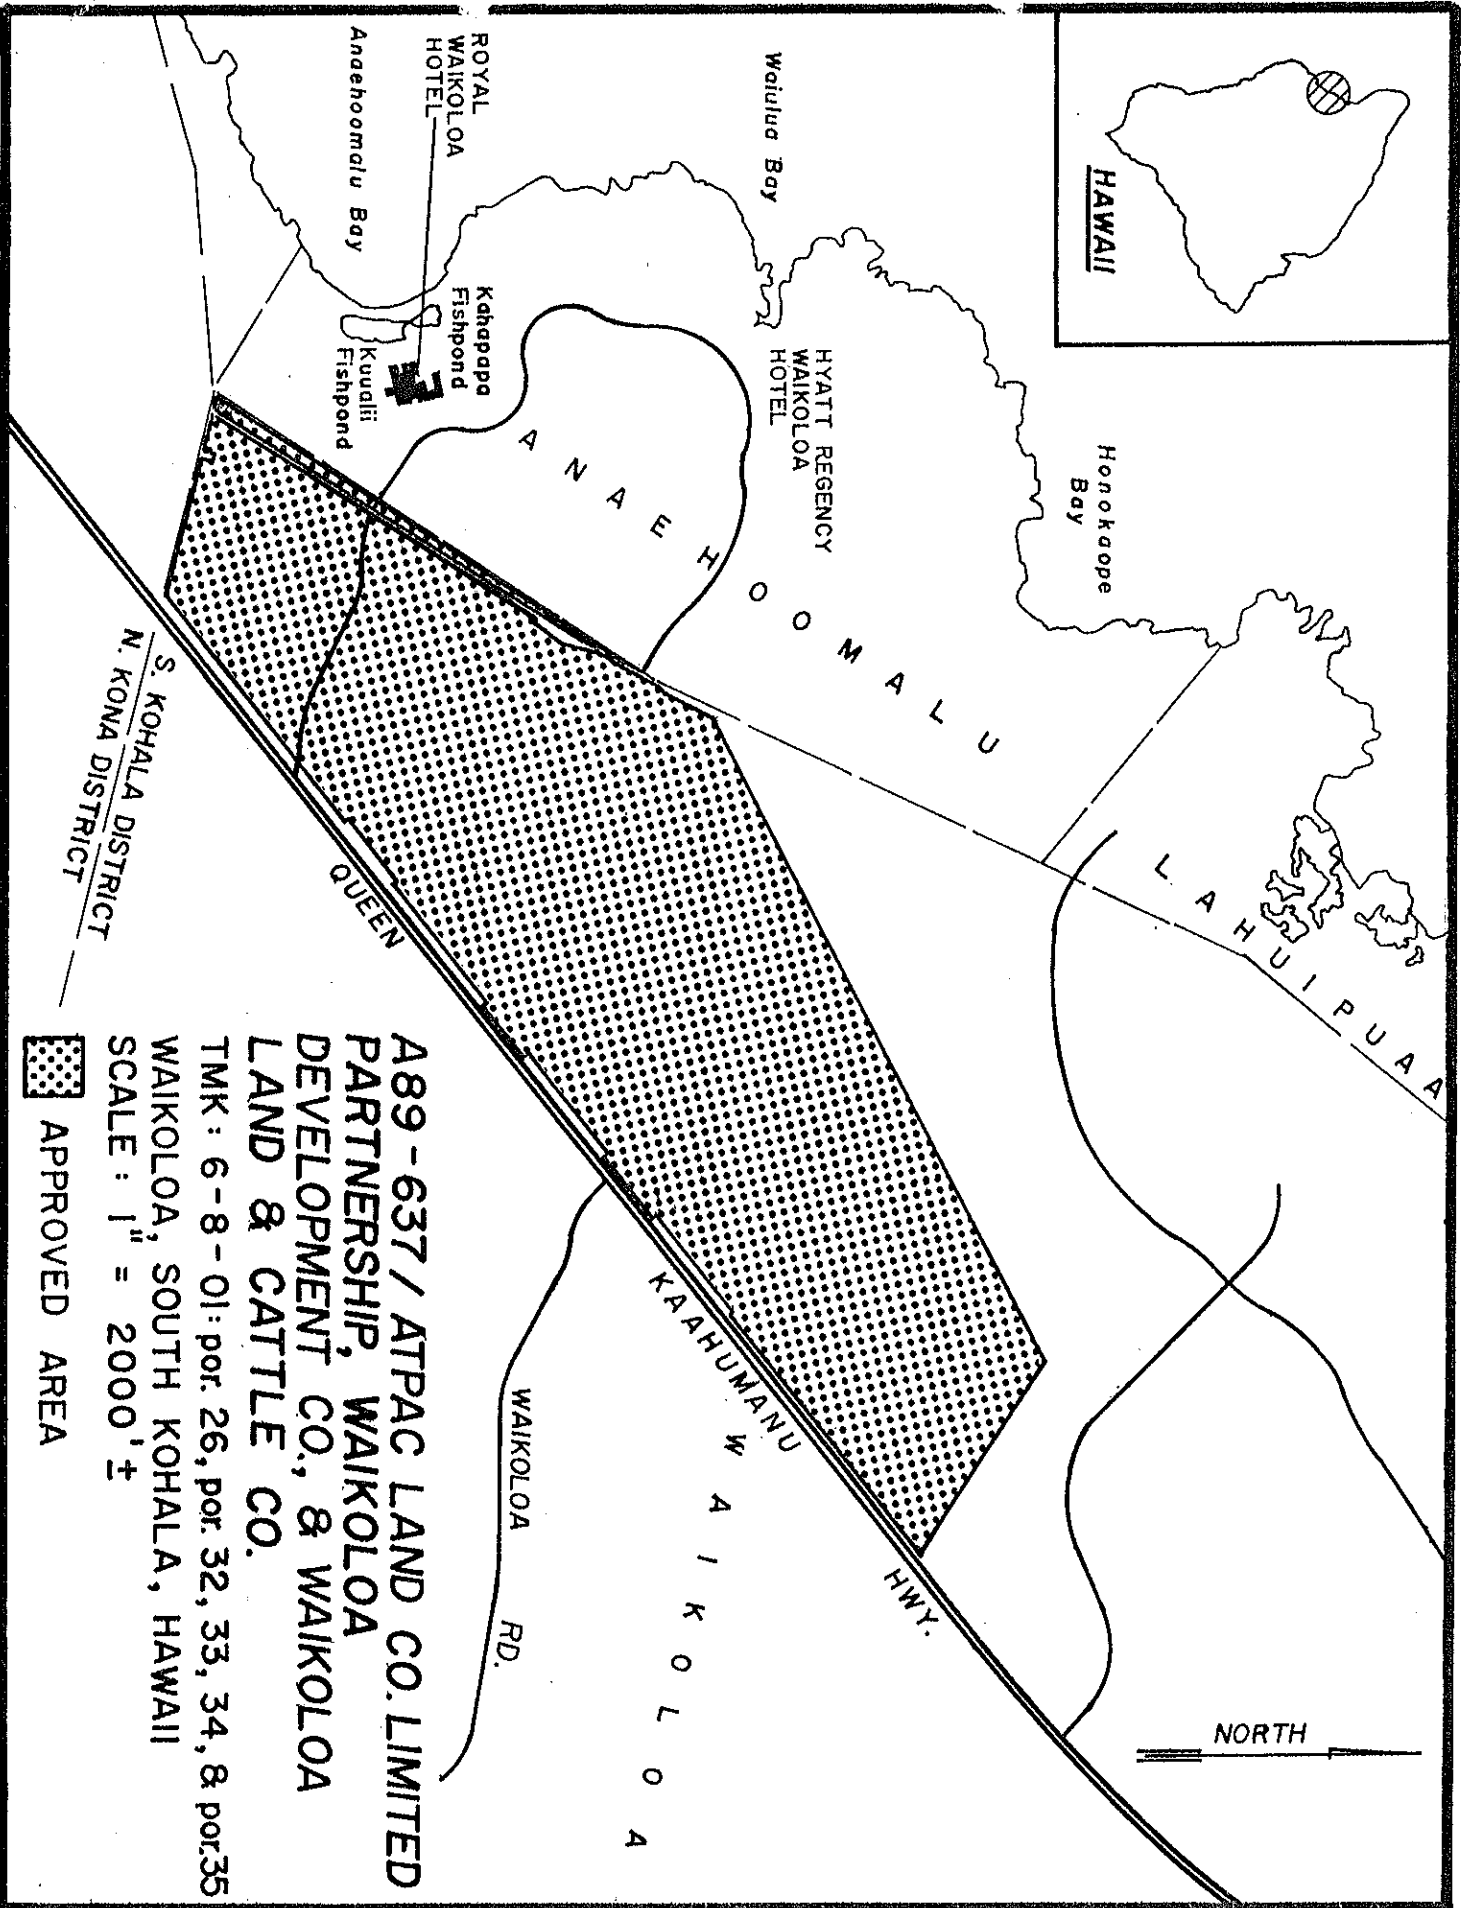 HAWAII
Waiulua Bay
Honokaope
Bay
Anaehoomalu Bay
ROYAL
WAIKOLOA
HOTEL
HYATT REGENCY
WAIKOLOA
HOTEL
Kahapapa
Fishpond
Kuualii
Fishpond
ANAEHOOMALU
LAHUIPUAA
NORTH
QUEEN KAAHUMANU HWY.
WAIKOLOA
WAIKOLOA RD.
S. KOHALA DISTRICT
N. KONA DISTRICT
A89-637/ATPAC LAND CO. LIMITED
PARTNERSHIP, WAIKOLOA
DEVELOPMENT CO., & WAIKOLOA
LAND & CATTLE CO.
TMK: 6-8-01: por. 26, por. 32, 33, 34, & por.35
WAIKOLOA, SOUTH KOHALA, HAWAII
SCALE: 1" = 2000'±
APPROVED AREA